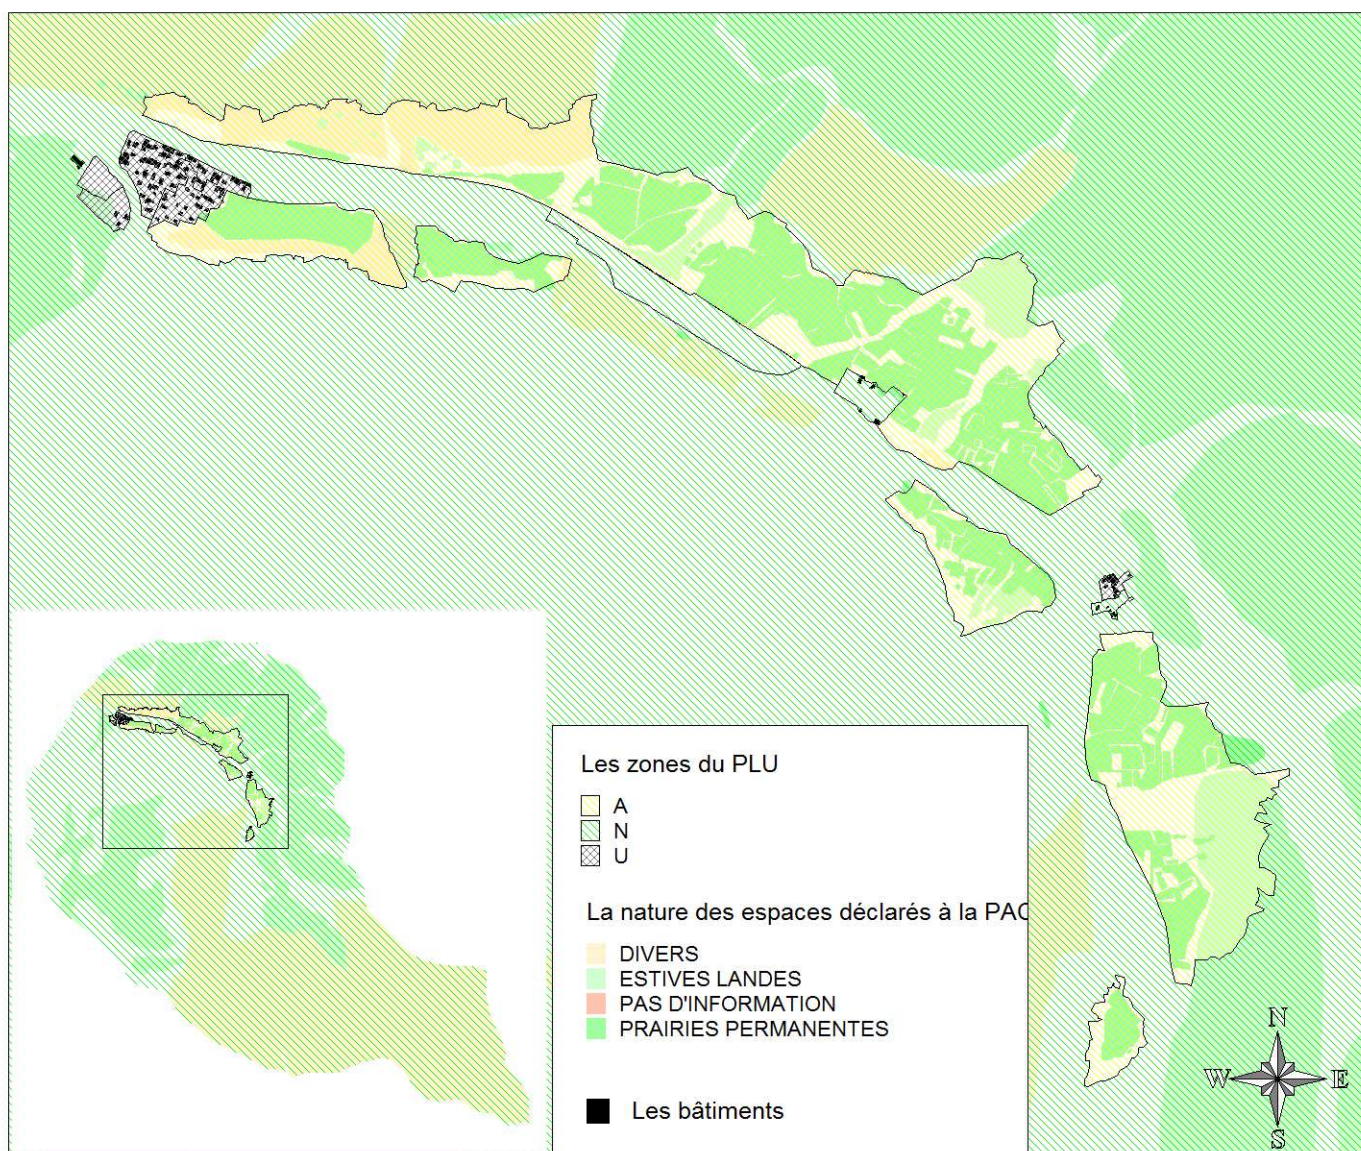 Les zones du PLU
A
N
U
La nature des espaces déclarés à la PAC
DIVERS
ESTIVES LANDES
PAS D'INFORMATION
PRAIRIES PERMANENTES
Les bâtiments
N
W
E
S